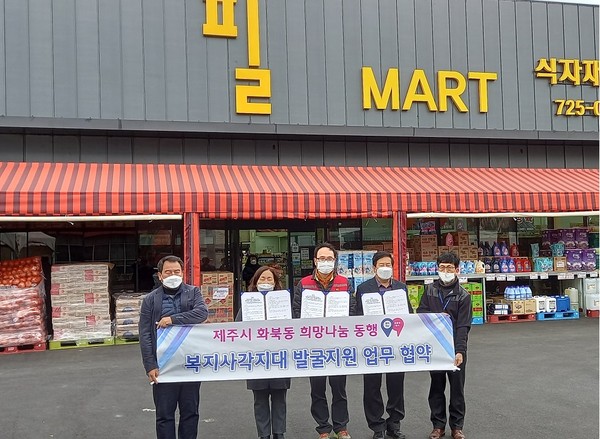 필 MART
식자재
725-0
제주시 화북동 희망나눔 동행
복지사각지대 발굴지원 업무 협약